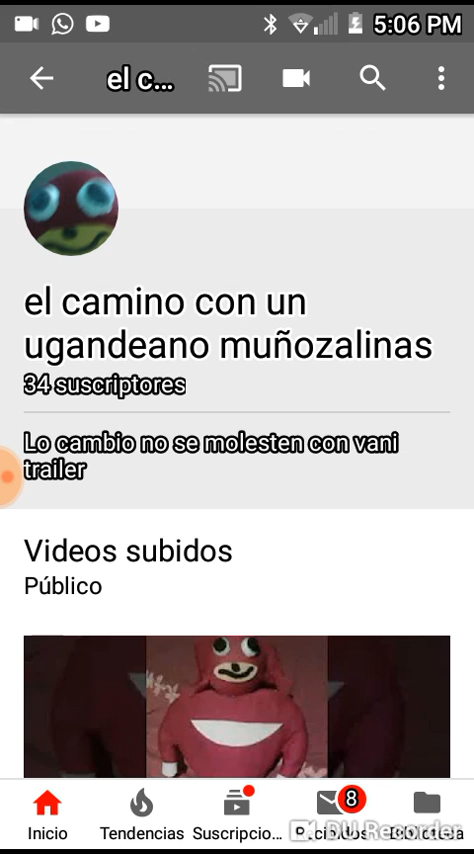 5:06 PM
el c...
el camino con un
ugandeano muñozalinas
34 suscriptores
Lo cambio no se molesten con vani
trailer
Videos subidos
Público
8
Inicio
Tendencias
Suscripcio...
DU Recorder